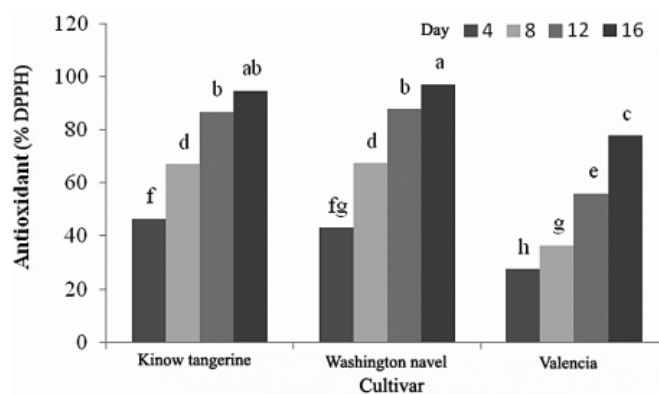 120
Day 4 8 12 16
100
80
60
40
20
0
Antioxidant (% DPPH)
f d b ab
fg d b a
h g e c
Kinow tangerine Washington navel Valencia
Cultivar